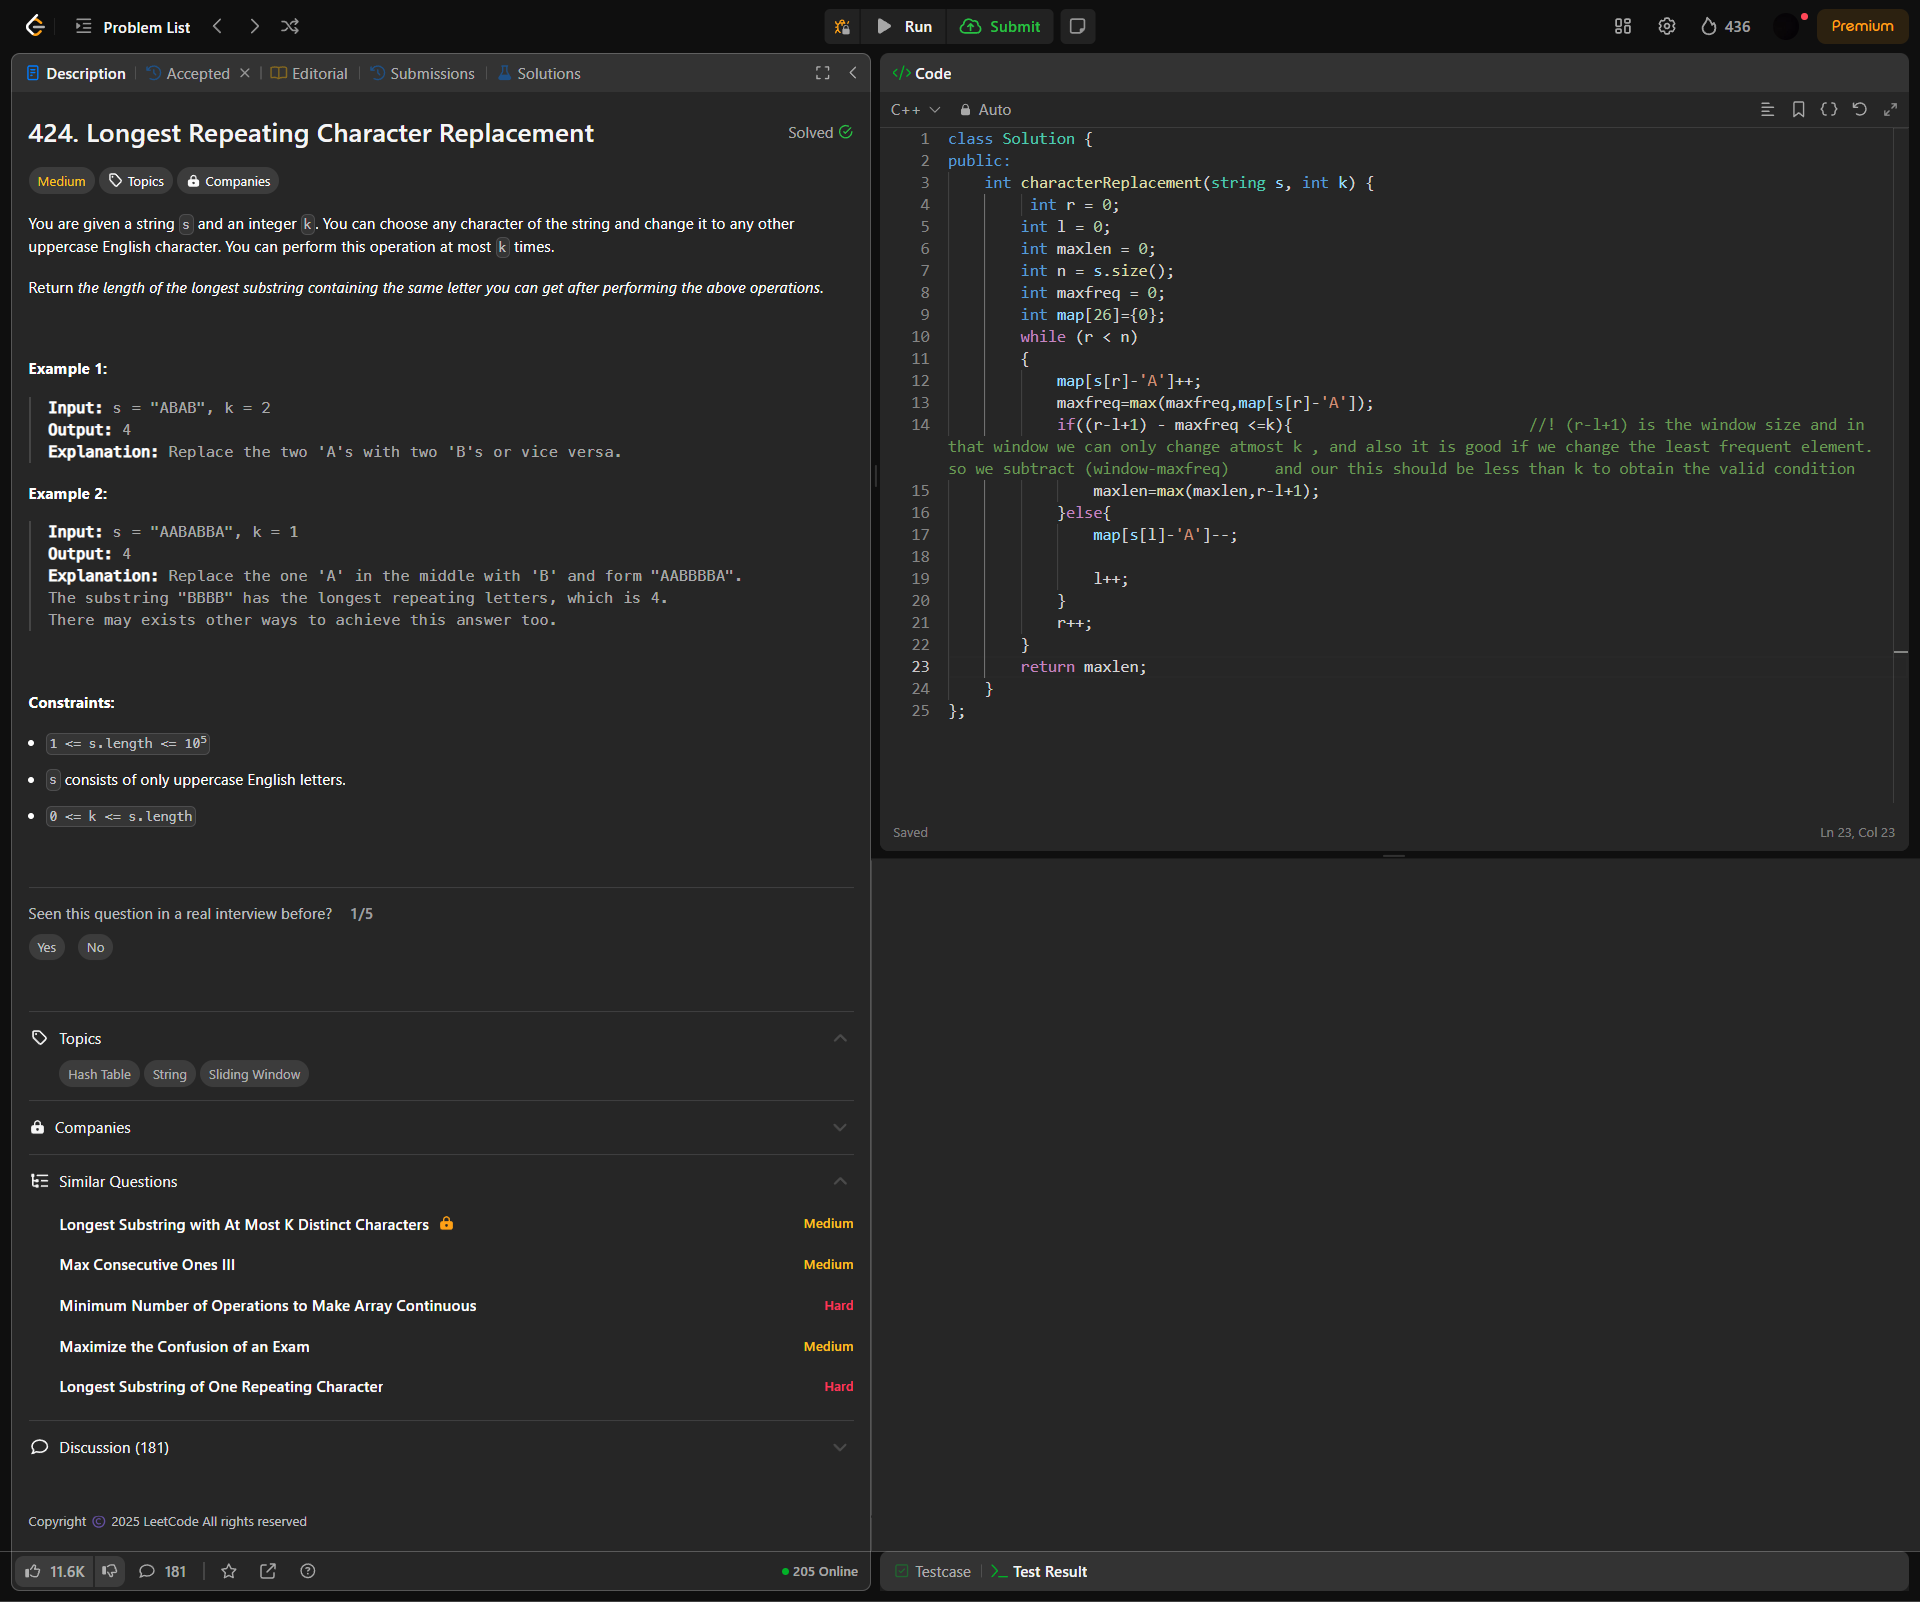 Problem List
Run
Submit
436
Premium
Description
Accepted
Editorial
Submissions
Solutions
424. Longest Repeating Character Replacement
Solved
Medium
Topics
Companies
You are given a string s and an integer k. You can choose any character of the string and change it to any other
uppercase English character. You can perform this operation at most k times.
Return the length of the longest substring containing the same letter you can get after performing the above operations.
Example 1:
Input: s = "ABAB", k = 2
Output: 4
Explanation: Replace the two 'A's with two 'B's or vice versa.
Example 2:
Input: s = "AABABBA", k = 1
Output: 4
Explanation: Replace the one 'A' in the middle with 'B' and form "AABBBBA".
The substring "BBBB" has the longest repeating letters, which is 4.
There may exists other ways to achieve this answer too.
Constraints:
1 <= s.length <= 10^5
s consists of only uppercase English letters.
0 <= k <= s.length
Seen this question in a real interview before? 1/5
Yes
No
Topics
Hash Table
String
Sliding Window
Companies
Similar Questions
Longest Substring with At Most K Distinct Characters
Medium
Max Consecutive Ones III
Medium
Minimum Number of Operations to Make Array Continuous
Hard
Maximize the Confusion of an Exam
Medium
Longest Substring of One Repeating Character
Hard
Discussion (181)
Copyright © 2025 LeetCode All rights reserved
11.6K
181
205 Online
</> Code
C++
Auto
1 class Solution {
2 public:
3 int characterReplacement(string s, int k) {
4 int r = 0;
5 int l = 0;
6 int maxlen = 0;
7 int n = s.size();
8 int maxfreq = 0;
9 int map[26]={0};
10 while (r < n)
11 {
12 map[s[r]-'A']++;
13 maxfreq=max(maxfreq,map[s[r]-'A']);
14 if((r-l+1) - maxfreq <=k){ //! (r-l+1) is the window size and in
that window we can only change atmost k , and also it is good if we change the least frequent element.
so we subtract (window-maxfreq) and our this should be less than k to obtain the valid condition
15 maxlen=max(maxlen,r-l+1);
16 }else{
17 map[s[l]-'A']--;
18
19 l++;
20 }
21 r++;
22 }
23 return maxlen;
24 }
25 };
Saved
Ln 23, Col 23
Testcase
Test Result